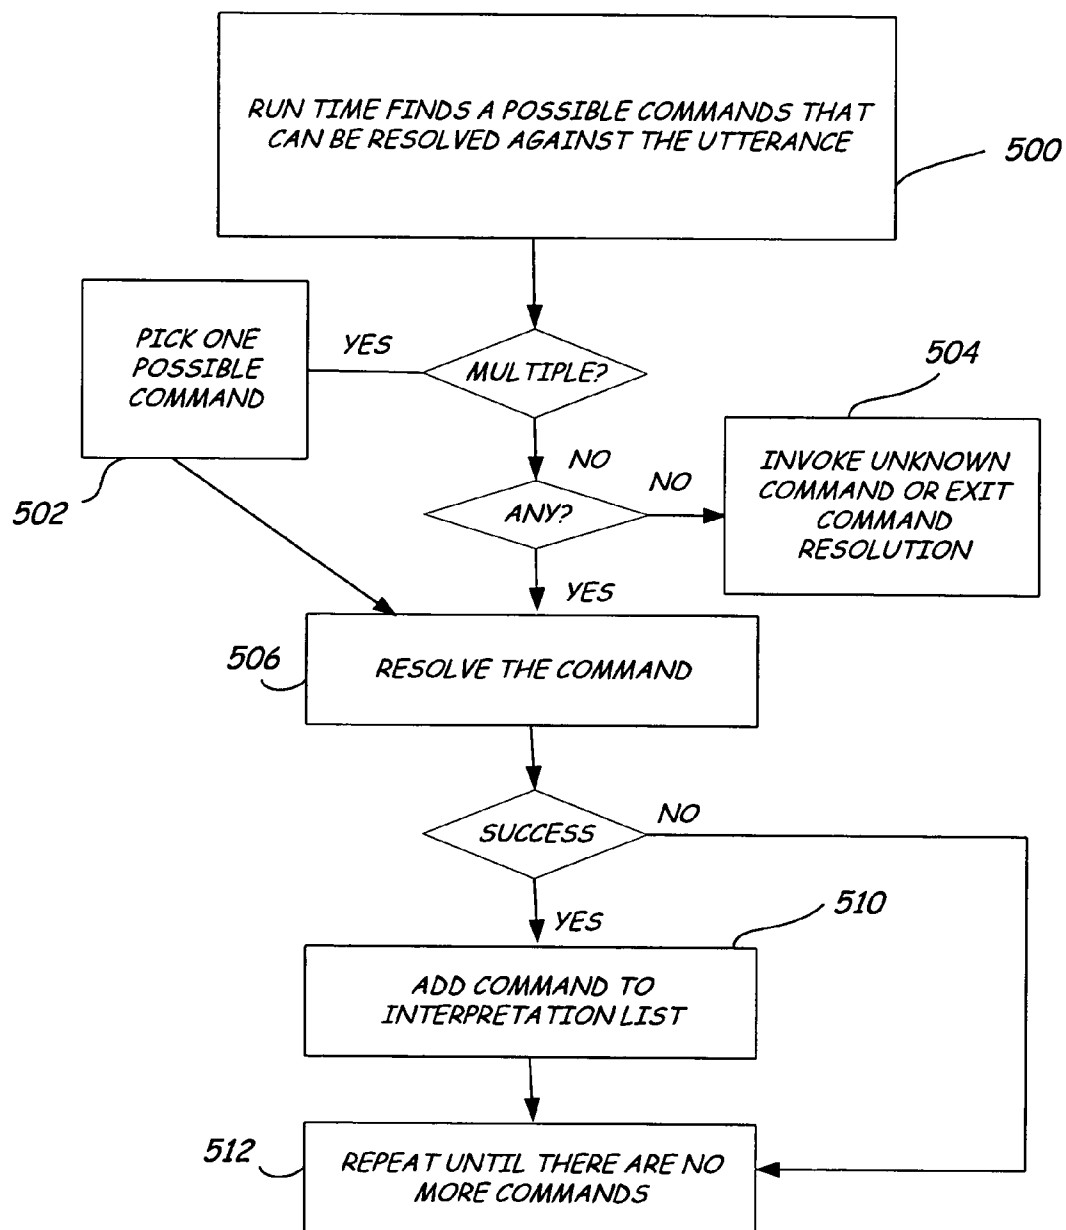 RUN TIME FINDS A POSSIBLE COMMANDS THAT
CAN BE RESOLVED AGAINST THE UTTERANCE
500
PICK ONE
POSSIBLE
COMMAND
YES
MULTIPLE?
504
502
NO
NO
ANY?
INVOKE UNKNOWN
COMMAND OR EXIT
COMMAND
RESOLUTION
YES
506
RESOLVE THE COMMAND
SUCCESS
NO
510
YES
ADD COMMAND TO
INTERPRETATION LIST
512
REPEAT UNTIL THERE ARE NO
MORE COMMANDS